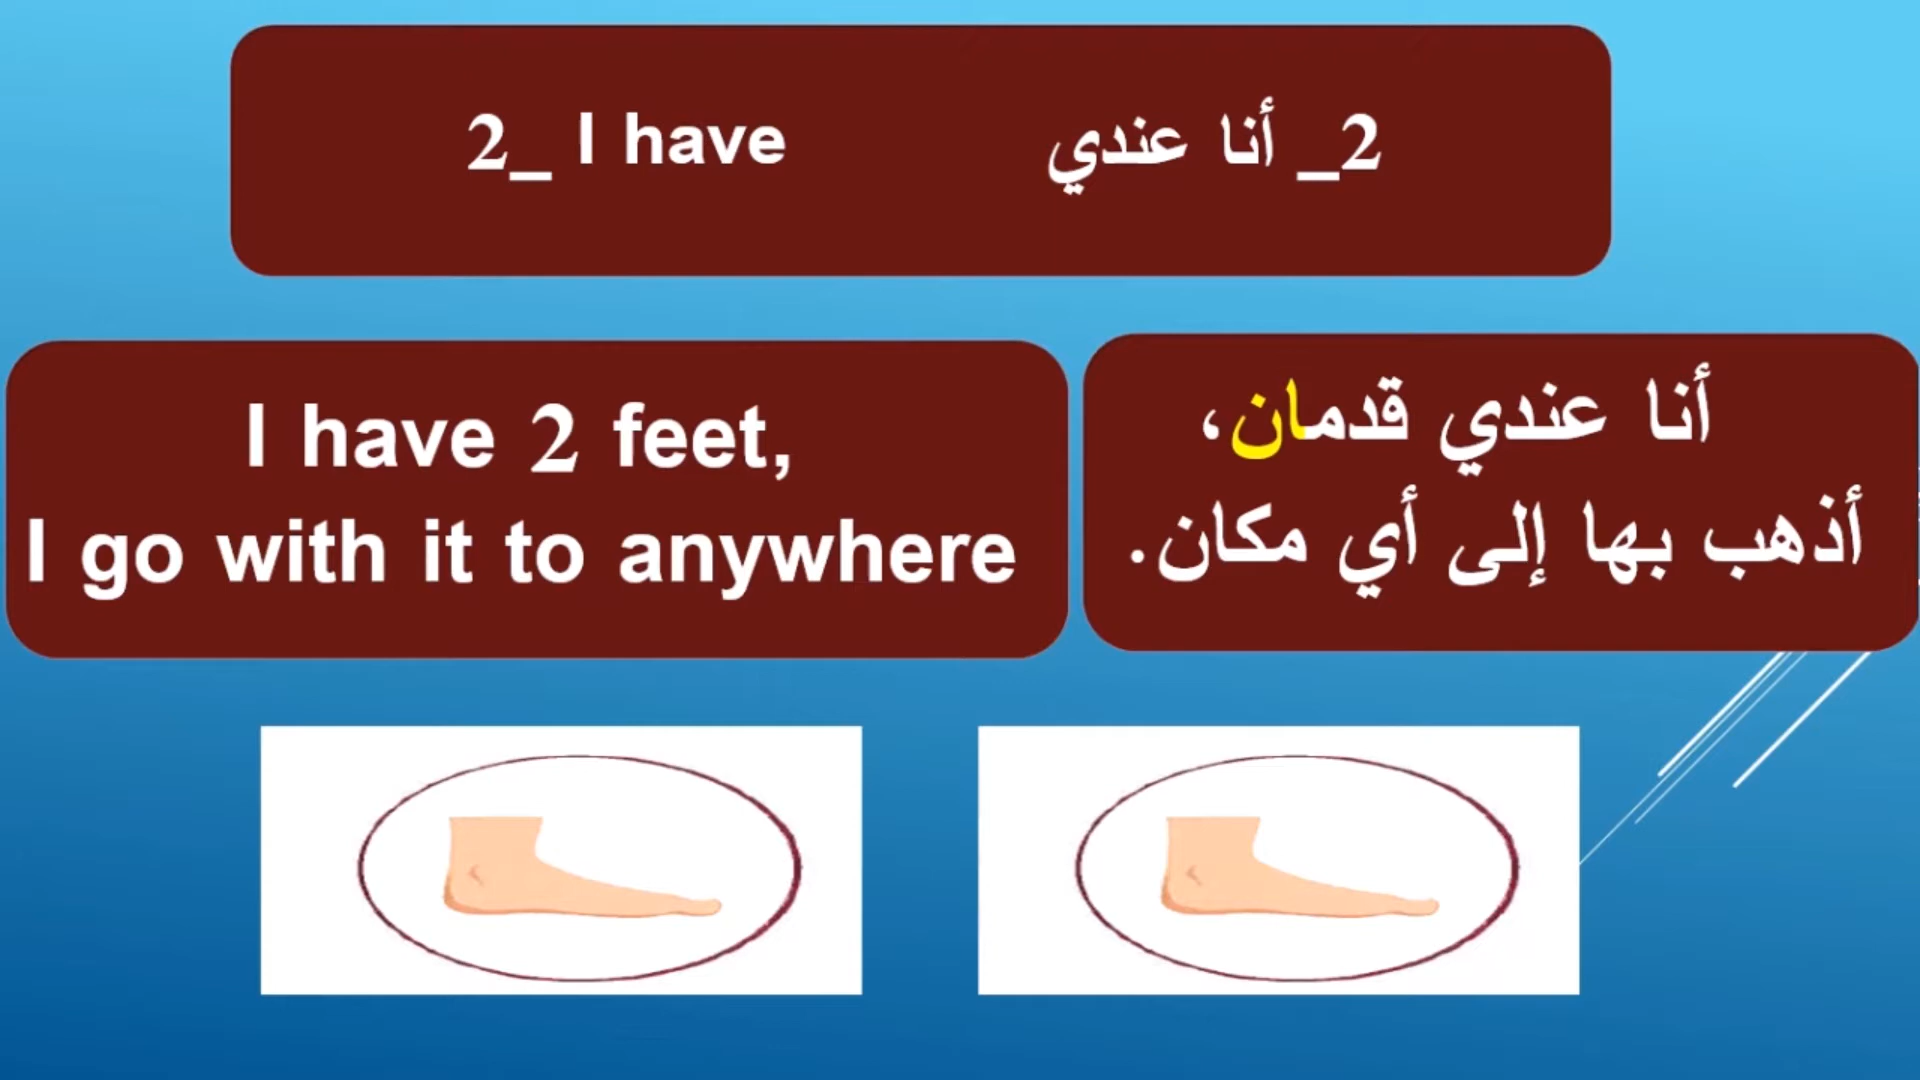 2_ I have
2_ أنا عندي
I have 2 feet,
I go with it to anywhere
أنا عندي قدمان،
أذهب بها إلى أي مكان.